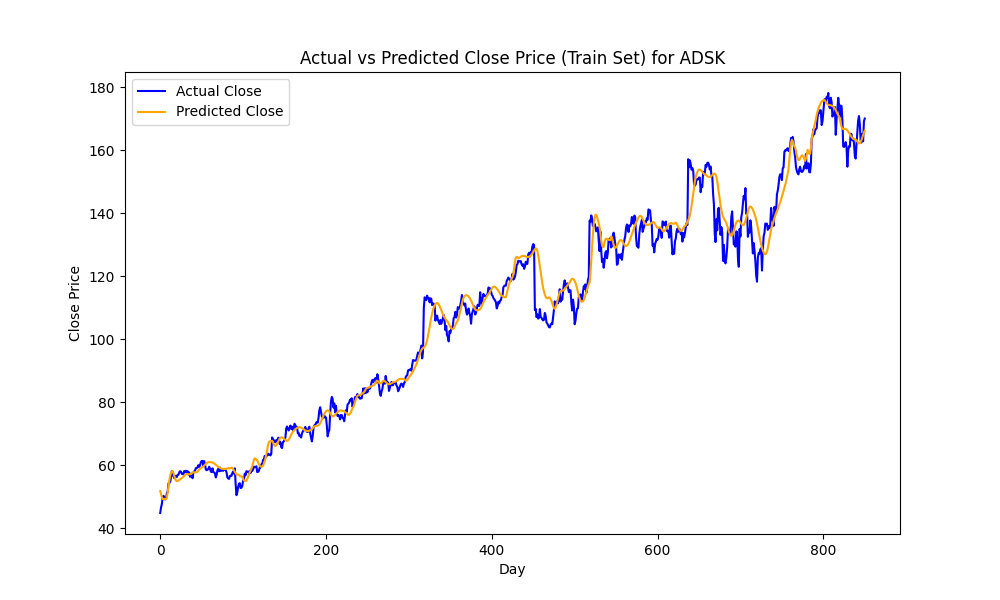 Actual vs Predicted Close Price (Train Set) for ADSK
Actual Close
Predicted Close
180
160
140
120
100
80
60
40
Close Price
0 200 400 600 800
Day